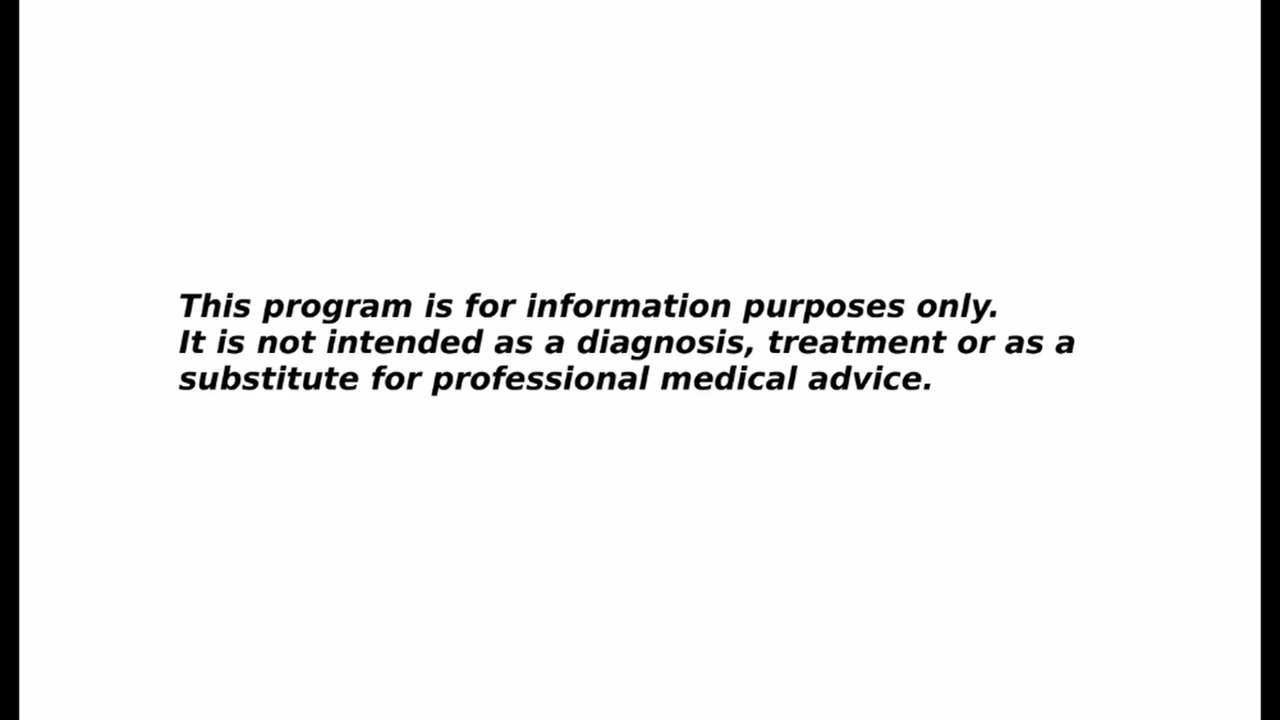 This program is for information purposes only.
It is not intended as a diagnosis, treatment or as a
substitute for professional medical advice.